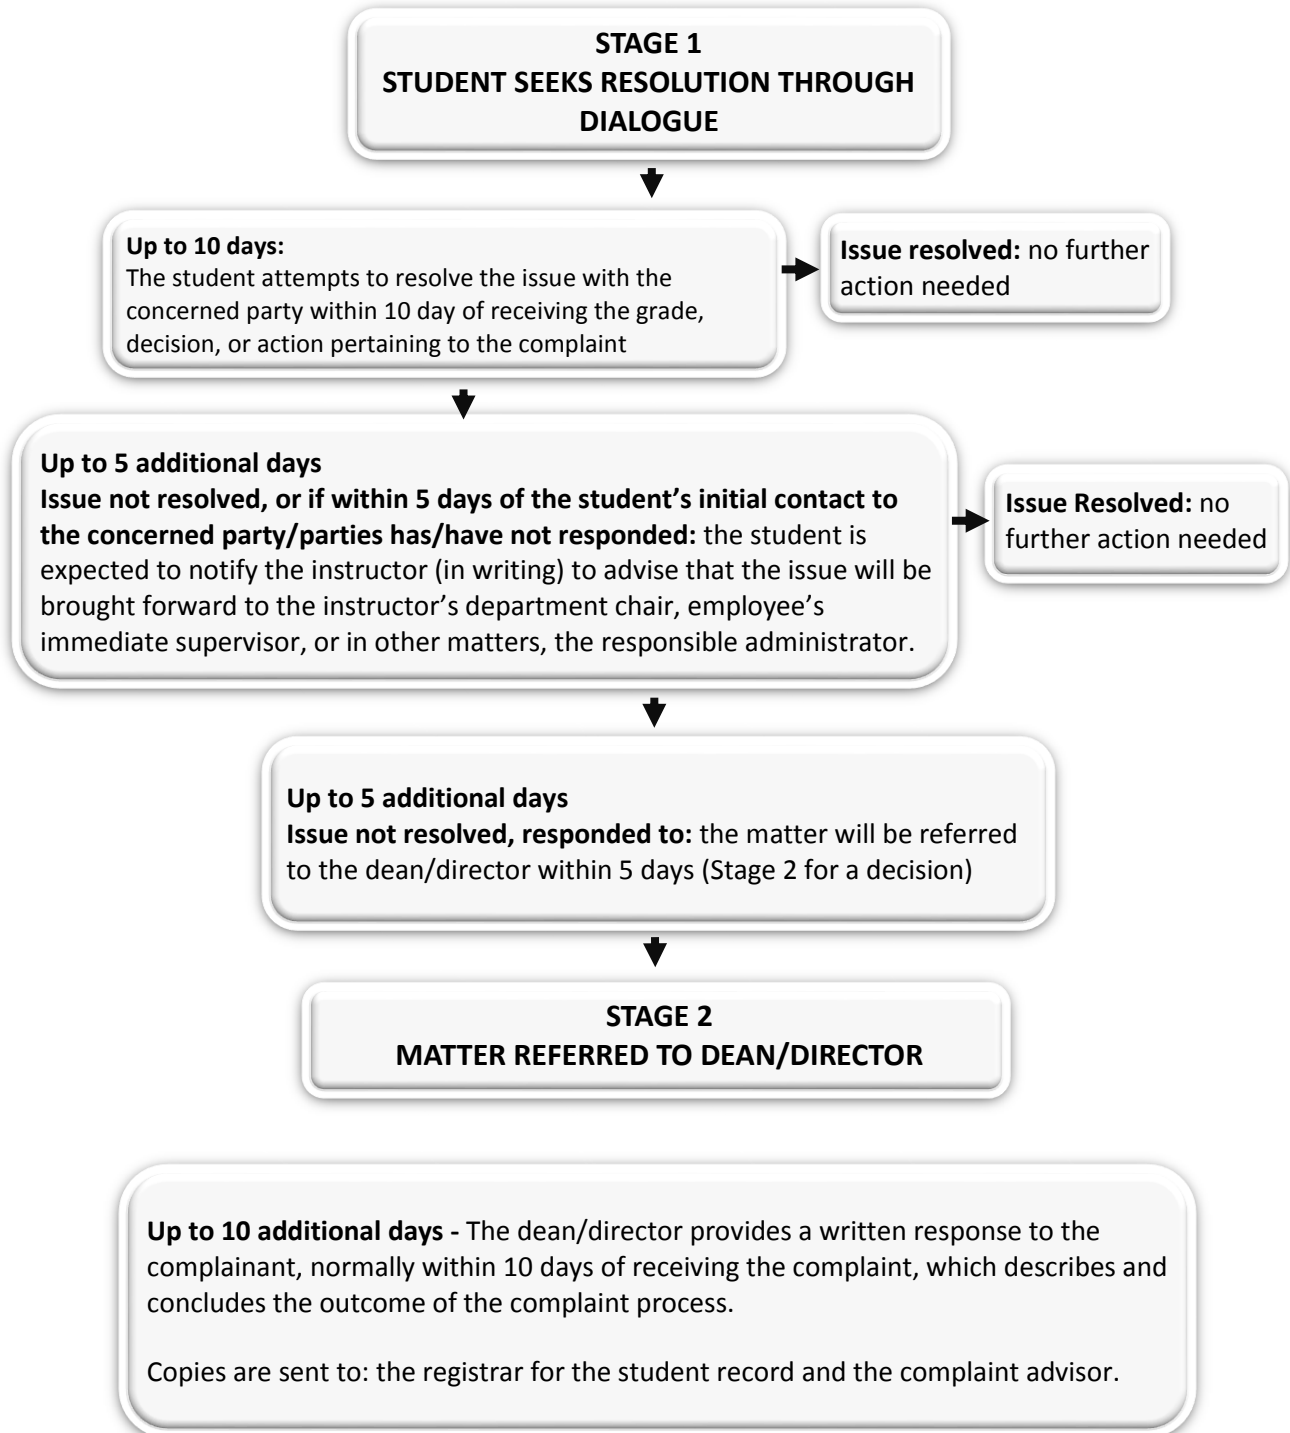 STAGE 1
STUDENT SEEKS RESOLUTION THROUGH
DIALOGUE
Up to 10 days:
The student attempts to resolve the issue with the
concerned party within 10 day of receiving the grade,
decision, or action pertaining to the complaint
Issue resolved: no further
action needed
Up to 5 additional days
Issue not resolved, or if within 5 days of the student’s initial contact to
the concerned party/parties has/have not responded: the student is
expected to notify the instructor (in writing) to advise that the issue will be
brought forward to the instructor’s department chair, employee’s
immediate supervisor, or in other matters, the responsible administrator.
Issue Resolved: no
further action needed
Up to 5 additional days
Issue not resolved, responded to: the matter will be referred
to the dean/director within 5 days (Stage 2 for a decision)
STAGE 2
MATTER REFERRED TO DEAN/DIRECTOR
Up to 10 additional days - The dean/director provides a written response to the
complainant, normally within 10 days of receiving the complaint, which describes and
concludes the outcome of the complaint process.
Copies are sent to: the registrar for the student record and the complaint advisor.